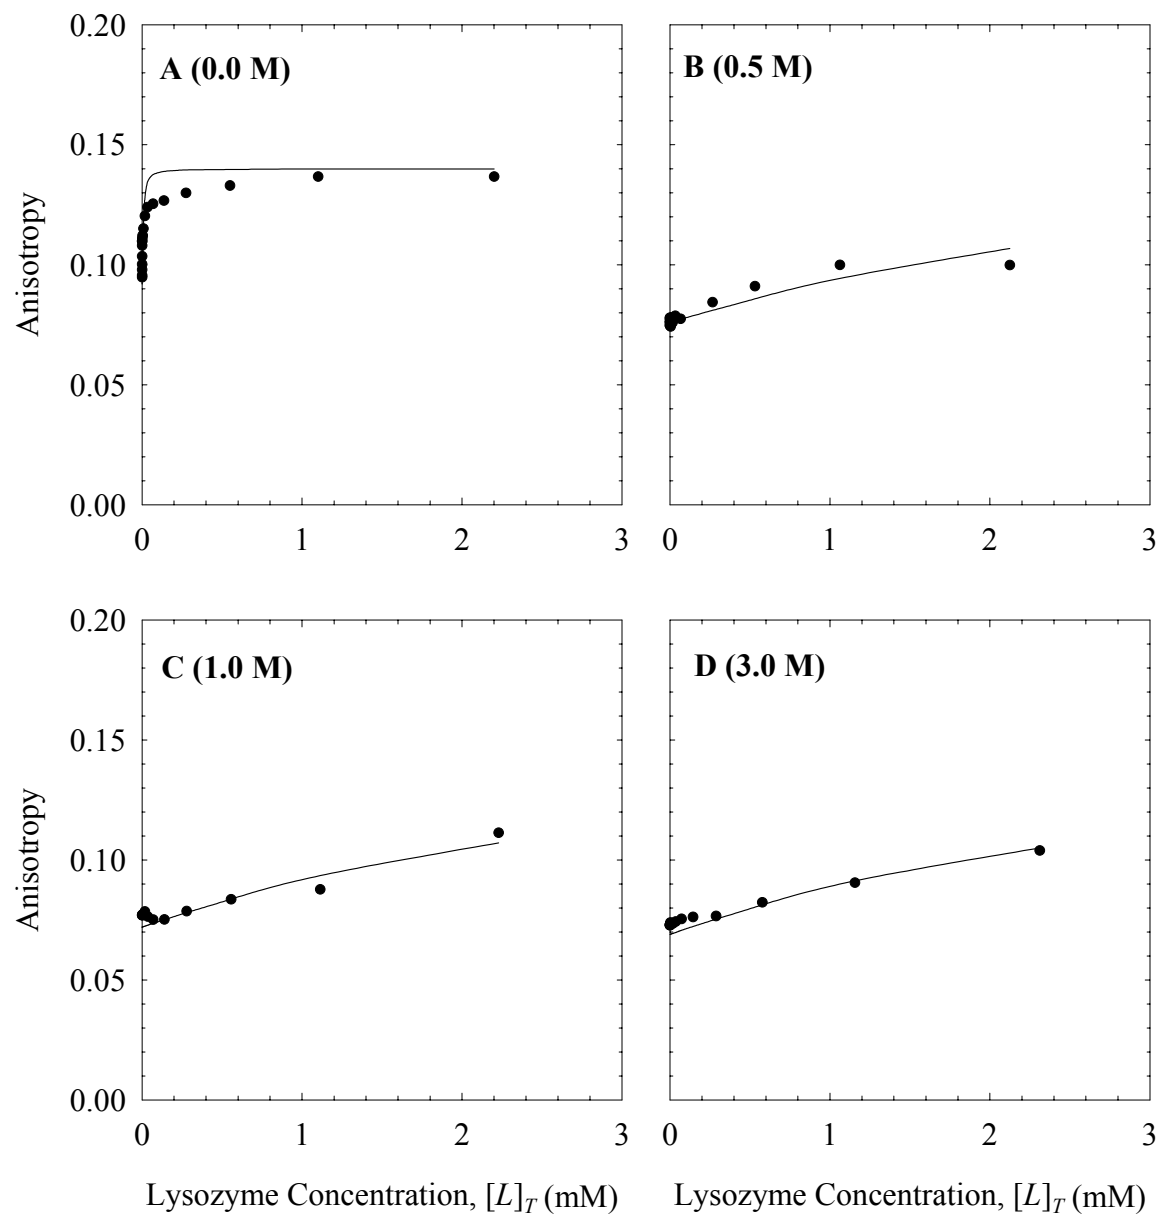 0.20
0.15
0.10
0.05
0.00
Anisotropy
A (0.0 M)
0 1 2 3
B (0.5 M)
0 1 2 3
0.20
0.15
0.10
0.05
0.00
Anisotropy
C (1.0 M)
0 1 2 3
Lysozyme Concentration, [L]T (mM)
D (3.0 M)
0 1 2 3
Lysozyme Concentration, [L]T (mM)